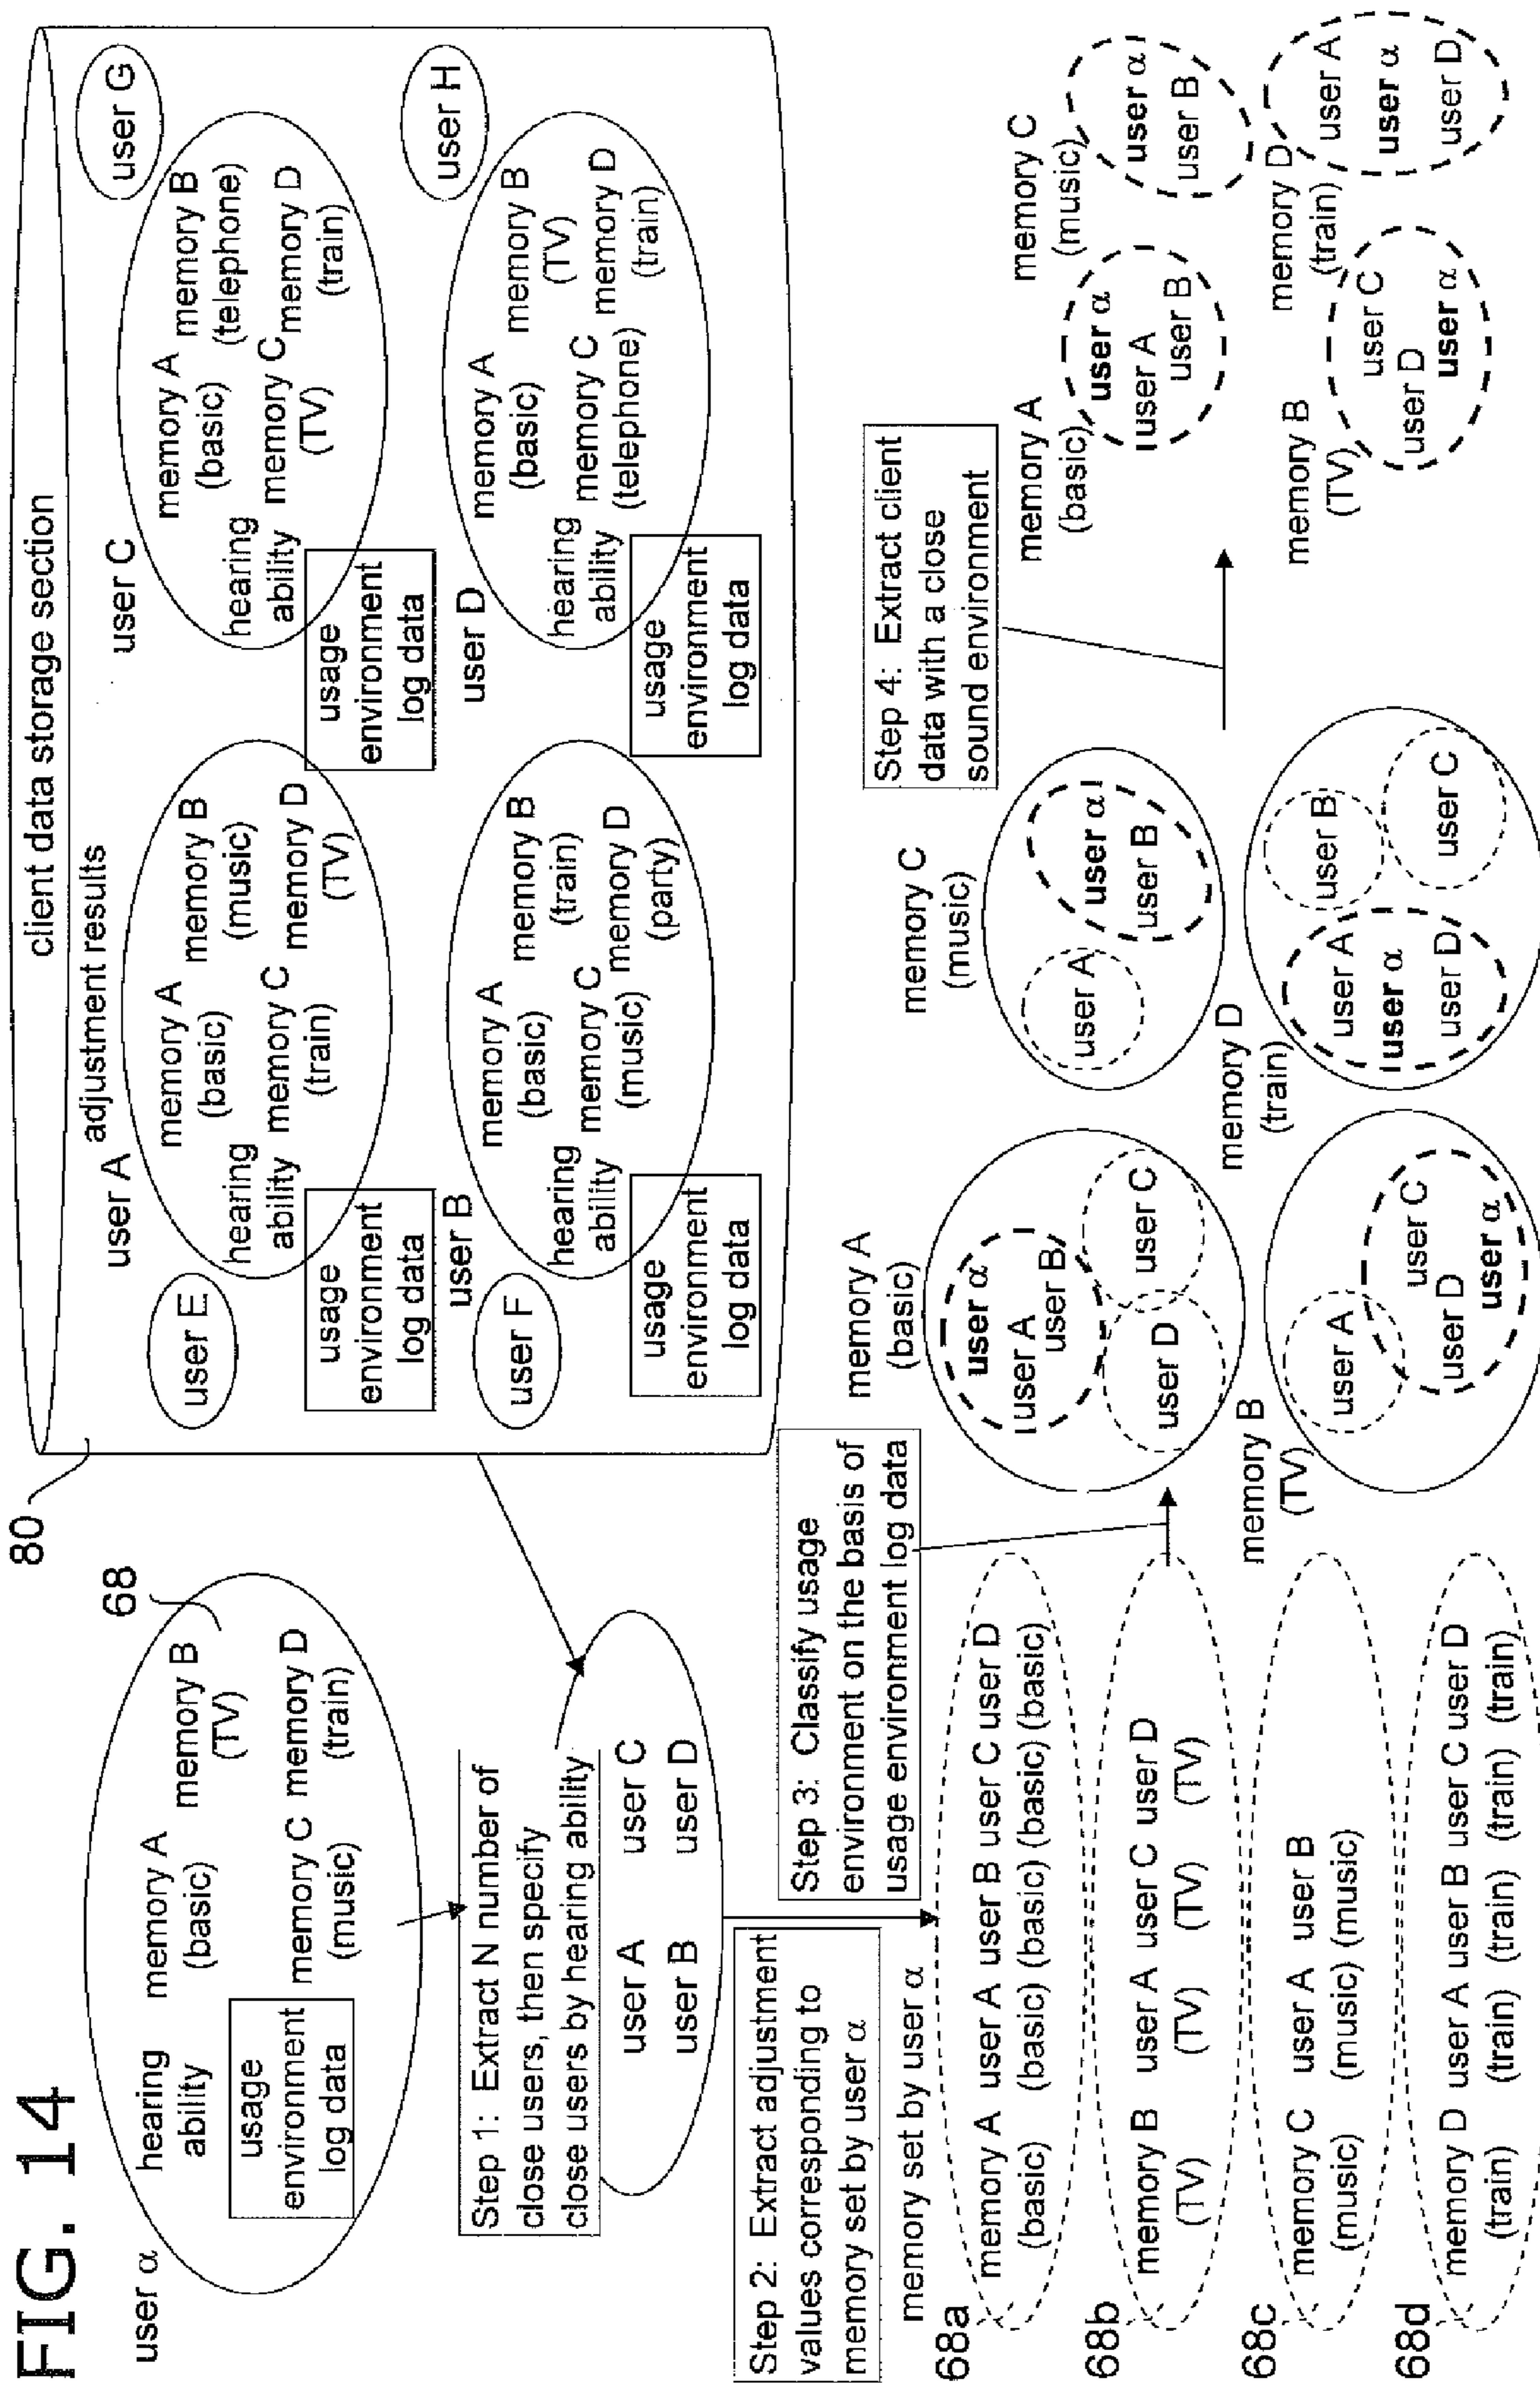 FIG. 14
user α
hearing
ability
memory A
(basic)
memory B
(TV)
68
usage
environment
log data
memory C
(music)
memory D
(train)
80
client data storage section
adjustment results
user A
hearing
ability
memory A
(basic)
memory B
(music)
memory C
(train)
memory D
(TV)
usage
environment
log data
user E
user B
hearing
ability
memory A
(basic)
memory B
(train)
memory C
(music)
memory D
(party)
usage
environment
log data
user F
user C
hearing
ability
memory A
(basic)
memory B
(telephone)
memory C
(TV)
memory D
(train)
usage
environment
log data
user G
user D
hearing
ability
memory A
(basic)
memory B
(TV)
memory C
(telephone)
memory D
(train)
usage
environment
log data
user H
Step 1: Extract N number of
close users, then specify
close users by hearing ability
user A user C
user B user D
Step 2: Extract adjustment
values corresponding to
memory set by user α
memory set by user α
68a
memory A user A user B user C user D
(basic) (basic) (basic) (basic) (basic)
68b
memory B user A user C user D
(TV) (TV) (TV) (TV)
68c
memory C user A user B
(music) (music) (music)
68d
memory D user A user B user C user D
(train) (train) (train) (train) (train)
Step 3: Classify usage
environment on the basis of
usage environment log data
memory A
(basic)
user α
user A
user B
user D
user C
memory C
(music)
user A
user α
user B
memory B
(TV)
user A
user C
user D
user α
memory D
(train)
user A
user α
user D
user B
user C
Step 4: Extract client
data with a close
sound environment
memory A
(basic)
user α
user A
user B
memory C
(music)
user α
user B
memory B
(TV)
user C
user D
user α
memory D
(train)
user A
user α
user D